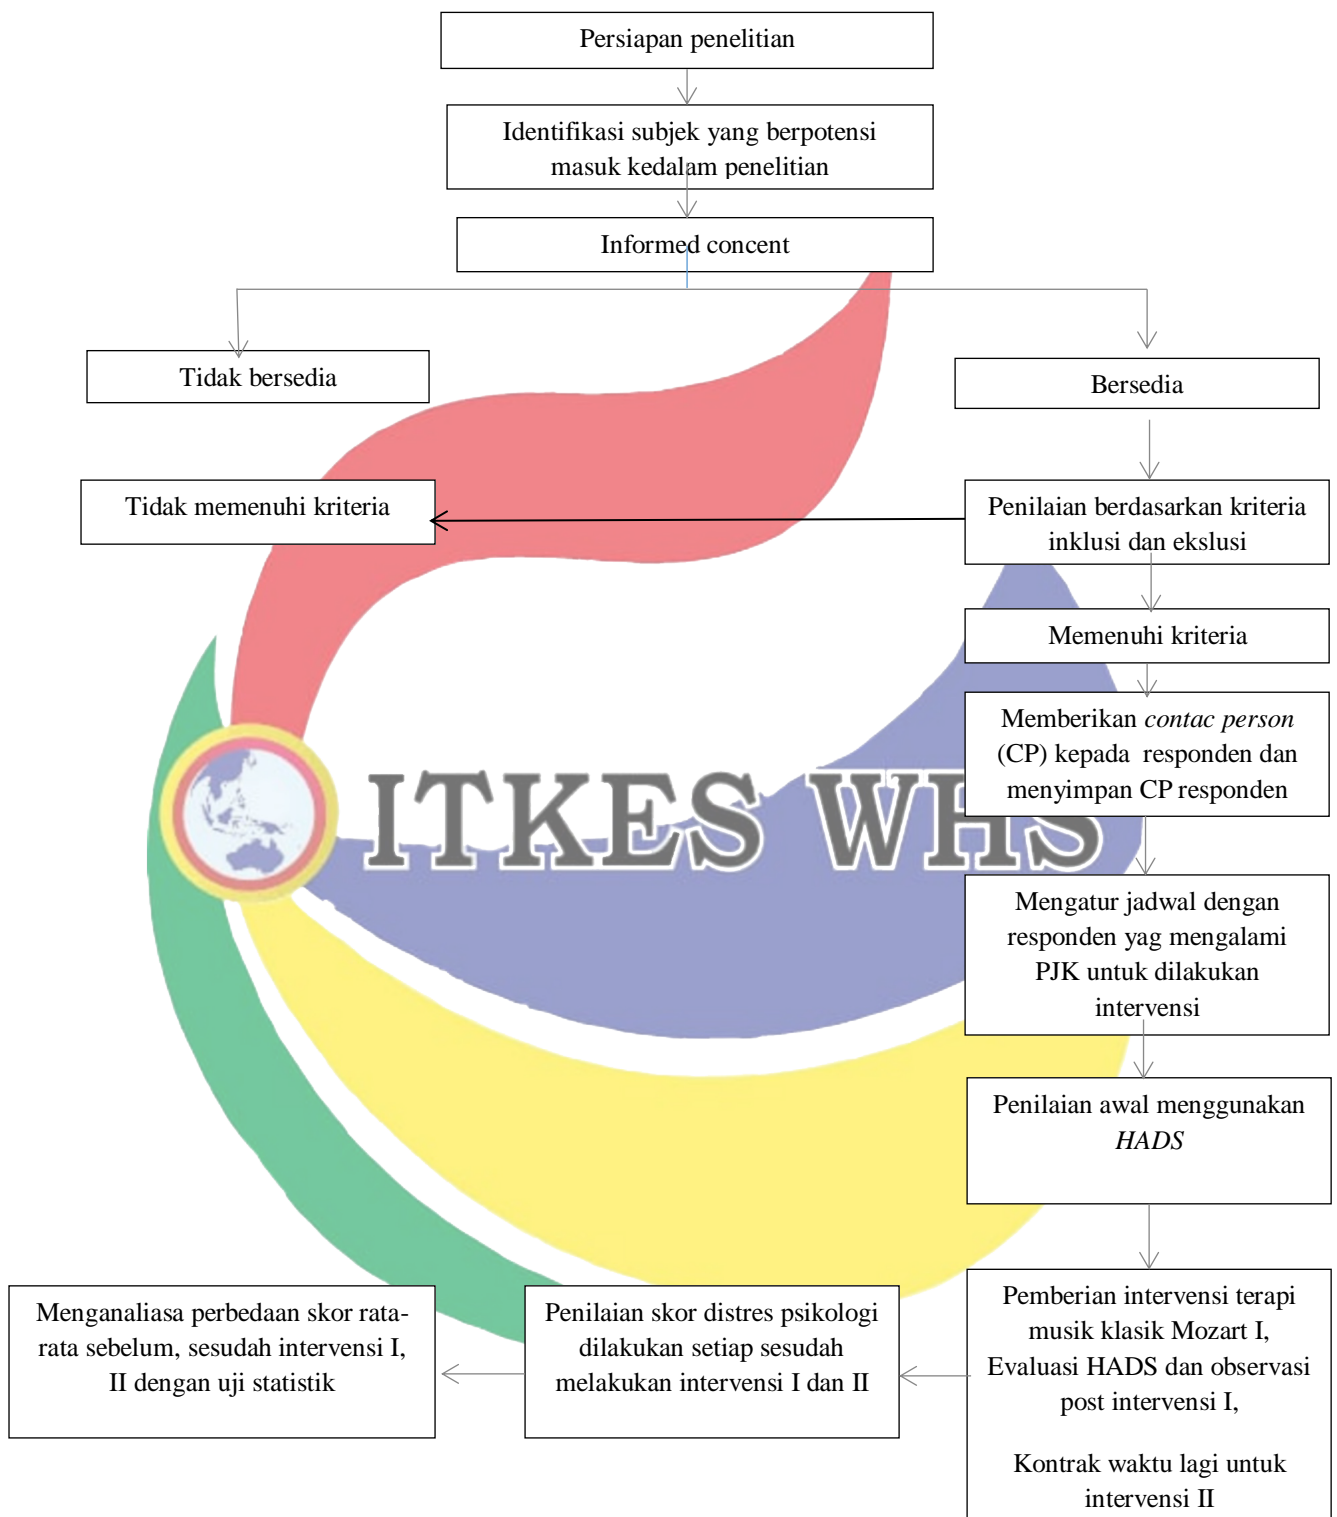 Persiapan penelitian
Identifikasi subjek yang berpotensi
masuk kedalam penelitian
Informed concent
Tidak bersedia
Bersedia
Tidak memenuhi kriteria
Penilaian berdasarkan kriteria
inklusi dan ekslusi
Memenuhi kriteria
Memberikan contac person
(CP) kepada responden dan
menyimpan CP responden
ITKES WHS
Mengatur jadwal dengan
responden yag mengalami
PJK untuk dilakukan
intervensi
Penilaian awal menggunakan
HADS
Pemberian intervensi terapi
musik klasik Mozart I,
Evaluasi HADS dan observasi
post intervensi I,
Kontrak waktu lagi untuk
intervensi II
Penilaian skor distres psikologi
dilakukan setiap sesudah
melakukan intervensi I dan II
Menganaliasa perbedaan skor rata-
rata sebelum, sesudah intervensi I,
II dengan uji statistik